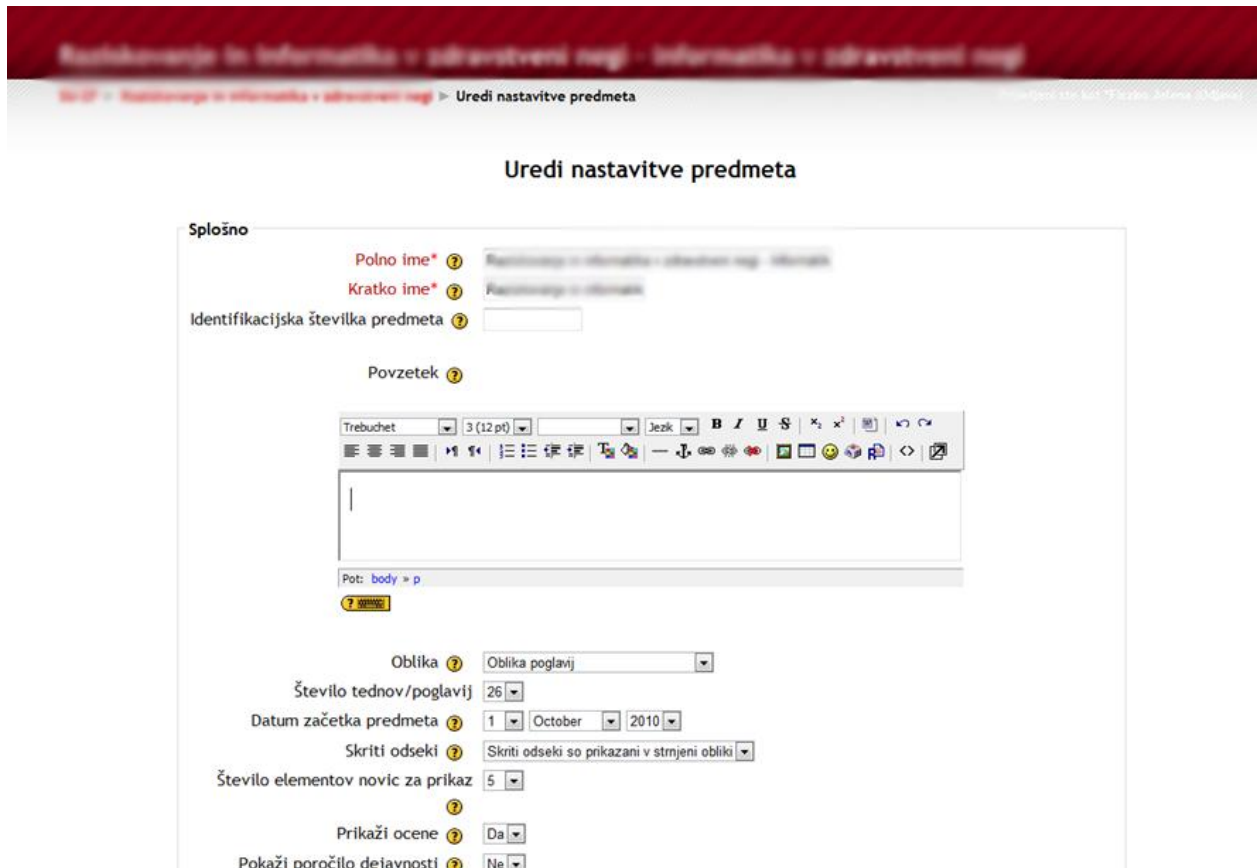 Uredi nastavitve predmeta
Uredi nastavitve predmeta
Splošno
Polno ime*
Kratko ime*
Identifikacijska številka predmeta
Povzetek
Trebuchet 3 (12 pt) Jezik B I U S x₂ x²
Pot: body » p
Oblika Oblika poglavij
Število tednov/poglavij 26
Datum začetka predmeta 1 October 2010
Skriti odseki Skriti odseki so prikazani v strnjeni obliki
Število elementov novic za prikaz 5
Prikaži ocene Da
Pokaži poročilo dejavnosti Ne